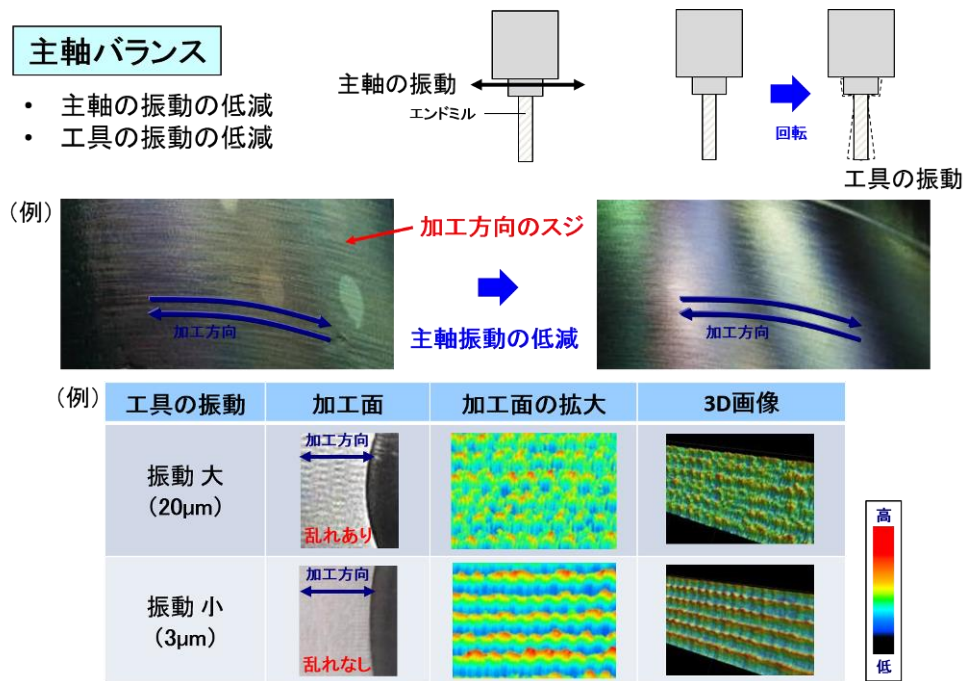 主軸バランス
• 主軸の振動の低減
• 工具の振動の低減
主軸の振動
エンドミル
回転
工具の振動
(例)
加工方向のスジ
加工方向
主軸振動の低減
加工方向
(例)
工具の振動 加工面 加工面の拡大 3D画像
振動 大
(20μm)
加工方向
乱れあり
振動 小
(3μm)
加工方向
乱れなし
高
低